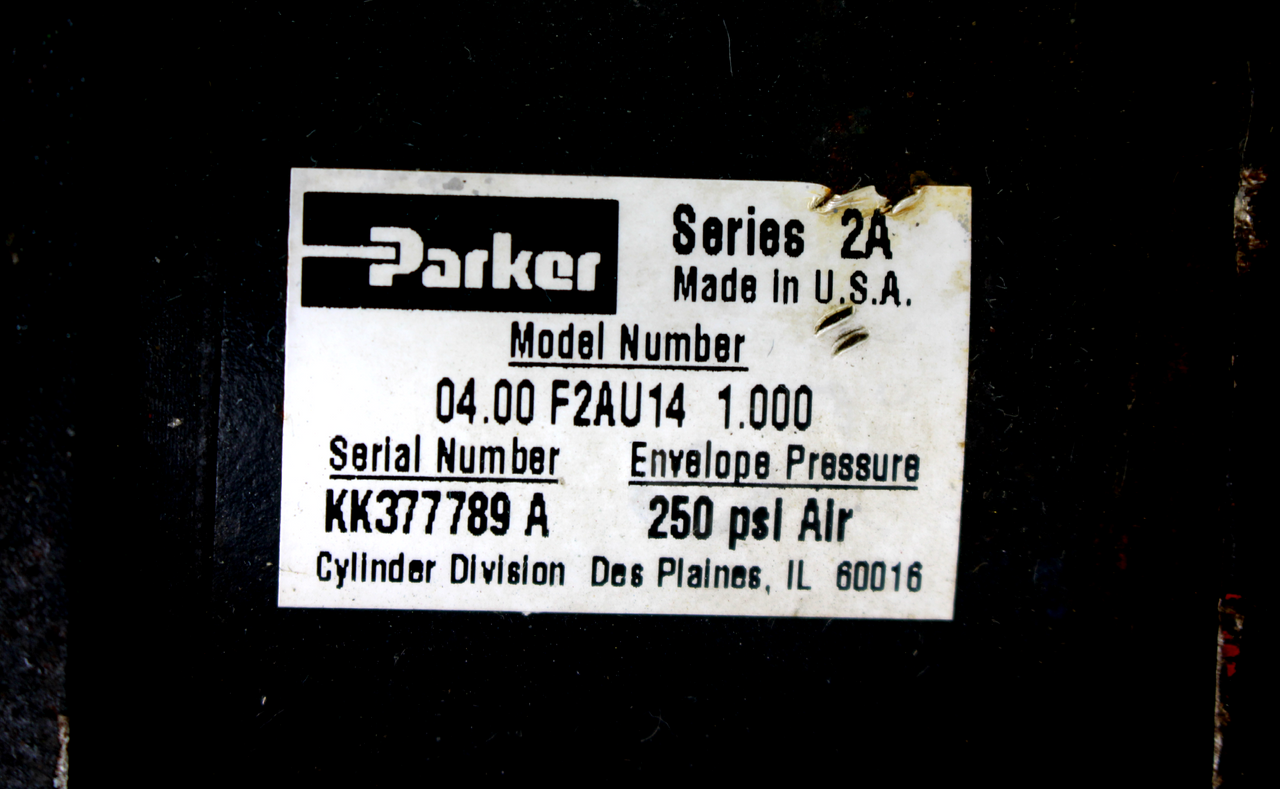 Parker
Series 2A
Made in U.S.A.
Model Number
04.00 F2AU14 1.000
Serial Number Envelope Pressure
KK377789 A 250 psi Air
Cylinder Division Des Plaines, IL 60016